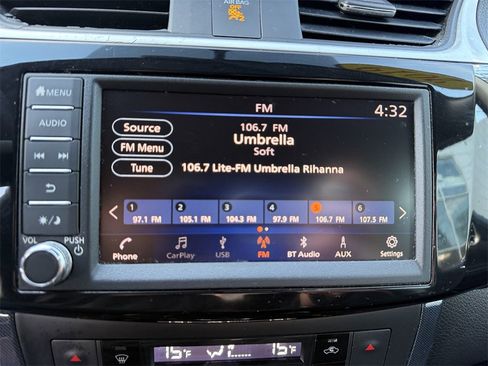 AIR BAG
OFF
MENU
FM
4:32
AUDIO
Source
106.7 FM
Umbrella
FM Menu
Soft
Tune
106.7 Lite-FM Umbrella Rihanna
1 2 3 4 5 6
97.1 FM 105.1 FM 104.3 FM 97.9 FM 106.7 FM 107.5 FM
VOL
PUSH
Phone CarPlay USB FM BT Audio AUX Settings
15°F 15°F